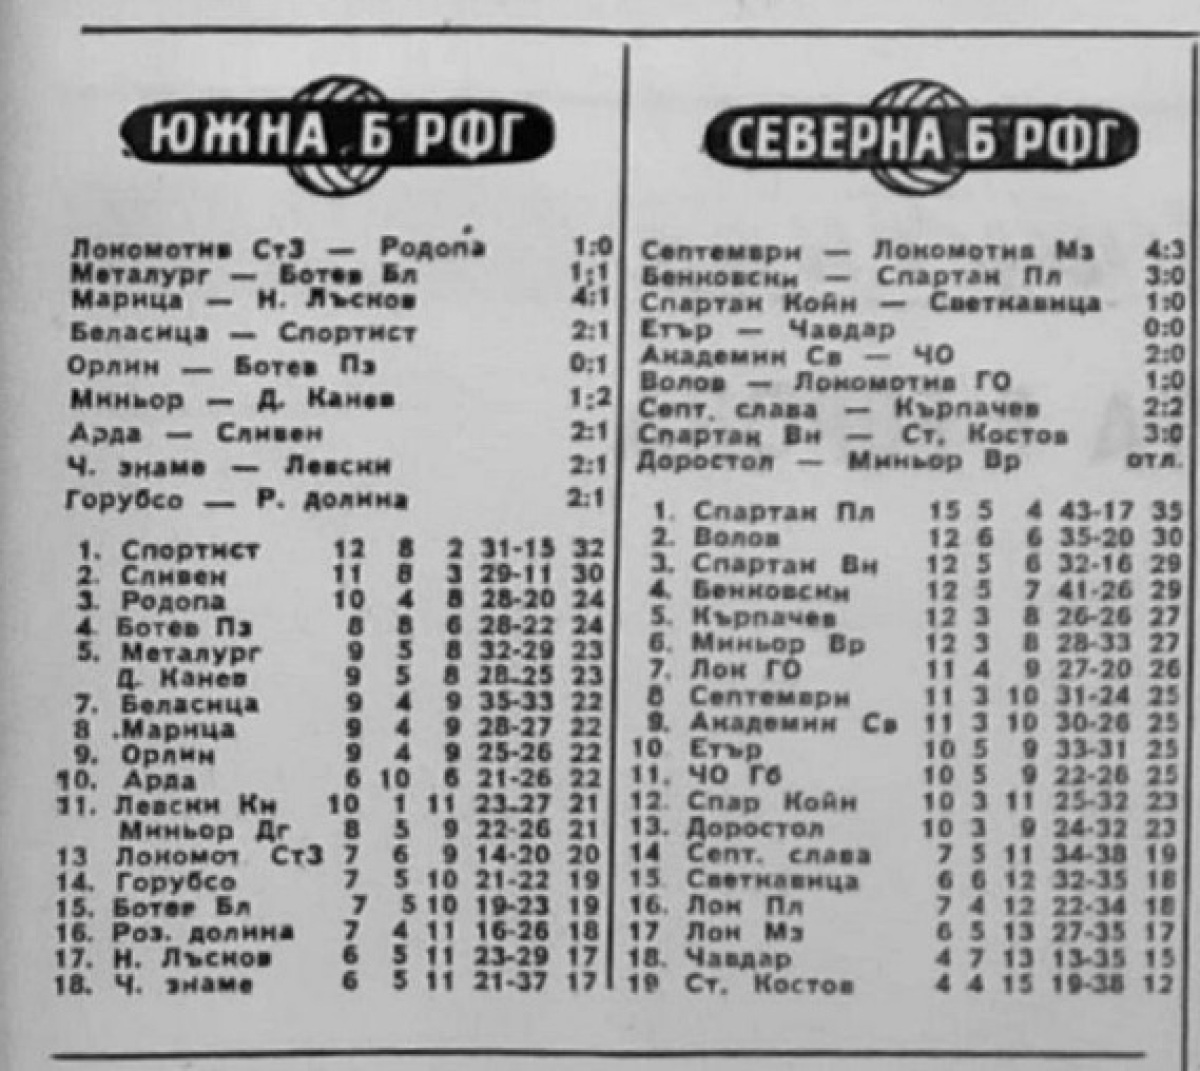 ЮЖНА Б РФГ
Локомотив СтЗ — Родопа 1:0
Металург — Ботев Бл 1:1
Марица — Н. Лъсков 4:1
Беласица — Спортист 2:1
Орлин — Ботев Пз 0:1
Миньор — Д. Канев 1:2
Арда — Сливен 2:1
Ч. знаме — Левски 2:1
Горубсо — Р. долина 2:1
1. Спортист 12 8 2 31-15 32
2. Сливен 11 8 3 29-11 30
3. Родопа 10 4 8 28-20 24
4 Ботев Пз 8 8 6 28-22 24
5. Металург 9 5 8 32-29 23
Д. Канев 9 5 8 28-25 23
7. Беласица 9 4 9 35-33 22
8 .Марица 9 4 9 28-27 22
9. Орлин 9 4 9 25-26 22
10. Арда 6 10 6 21-26 22
11. Левски Кн 10 1 11 23-27 21
Миньор Дг 8 5 9 22-26 21
13 Локомот СтЗ 7 6 9 14-20 20
14. Горубсо 7 5 10 21-22 19
15. Ботев Бл 7 5 10 19-23 19
16. Роз. долина 7 4 11 16-26 18
17. Н. Лъсков 6 5 11 23-29 17
18. Ч. знаме 6 5 11 21-37 17
СЕВЕРНА Б РФГ
Септември — Локомотив Мз 4:3
Бенковски — Спартак Пл 3:0
Спартак Койн — Светкавица 1:0
Етър — Чавдар 0:0
Академик Св — ЧО 2:0
Волов — Локомотив ГО 1:0
Септ. слава — Кърпачев 2:2
Спартак Вн — Ст. Костов 3:0
Доростол — Миньор Вр отл.
1. Спартак Пл 15 5 4 43-17 35
2. Волов 12 6 6 35-20 30
3. Спартак Вн 12 5 6 32-16 29
4. Бенковски 12 5 7 41-26 29
5. Кърпачев 12 3 8 26-26 27
6. Миньор Вр 12 3 8 28-33 27
7. Лок ГО 11 4 9 27-20 26
8 Септември 11 3 10 31-24 25
9. Академик Св 11 3 10 30-26 25
10 Етър 10 5 9 33-31 25
11. ЧО Гб 10 5 9 22-26 25
12. Спар Койн 10 3 11 25-32 23
13. Доростол 10 3 9 24-32 23
14 Септ. слава 7 5 11 34-38 19
15. Светкавица 6 6 12 32-35 18
16. Лок Пл 7 4 12 22-34 18
17 Лок Мз 6 5 13 27-35 17
18. Чавдар 4 7 13 13-35 15
19 Ст. Костов 4 4 15 19-38 12